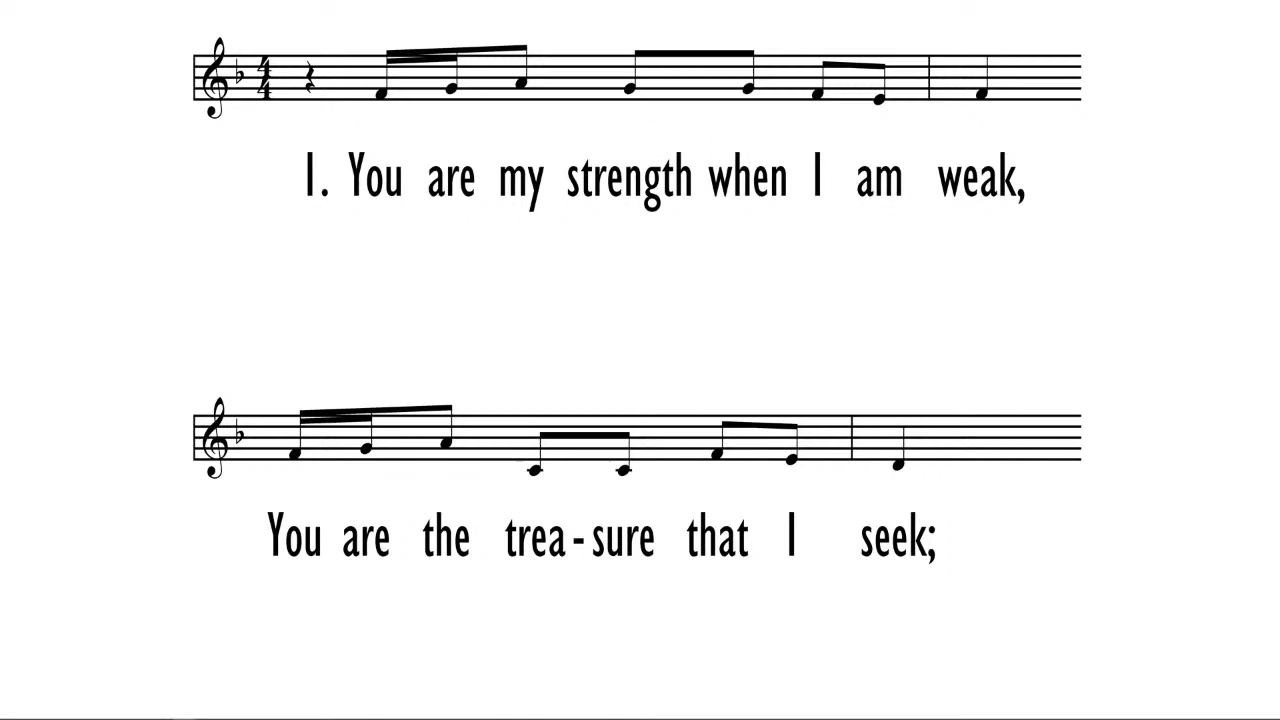 1. You are my strength when I am weak,
You are the trea - sure that I seek;